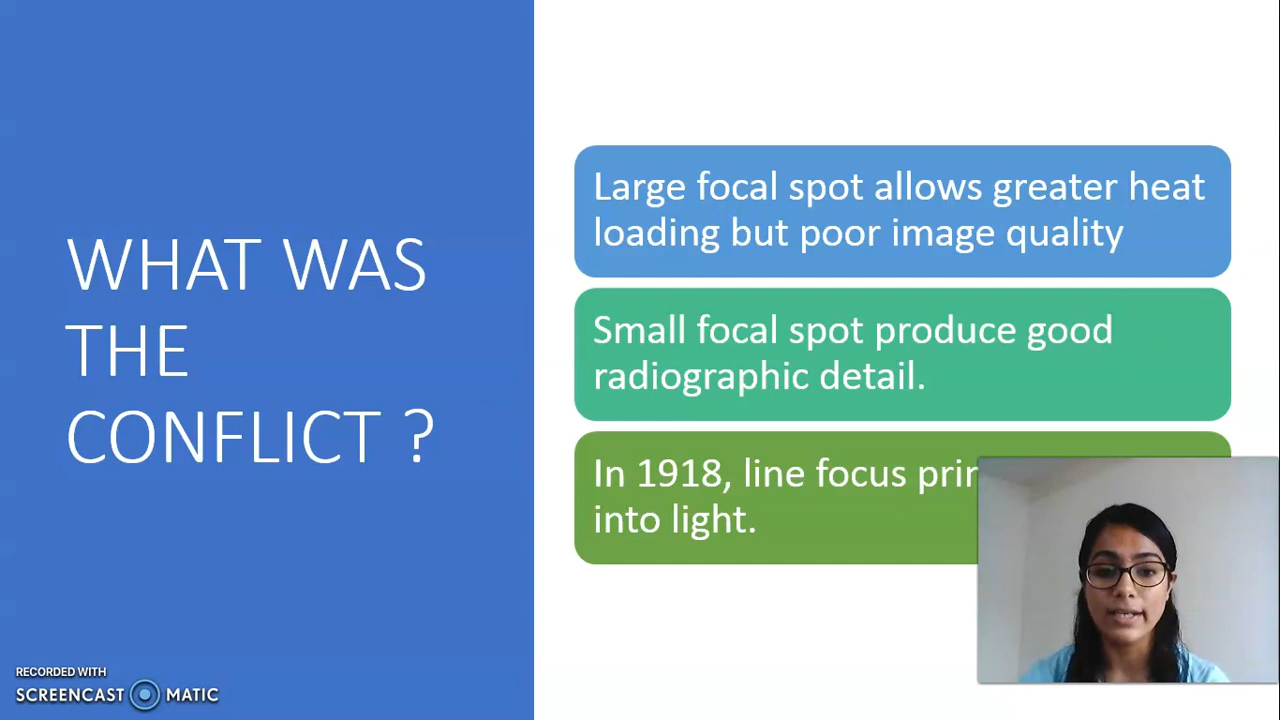 WHAT WAS
THE
CONFLICT ?
Large focal spot allows greater heat
loading but poor image quality
Small focal spot produce good
radiographic detail.
In 1918, line focus
into light.
RECORDED WITH
SCREENCAST MATIC